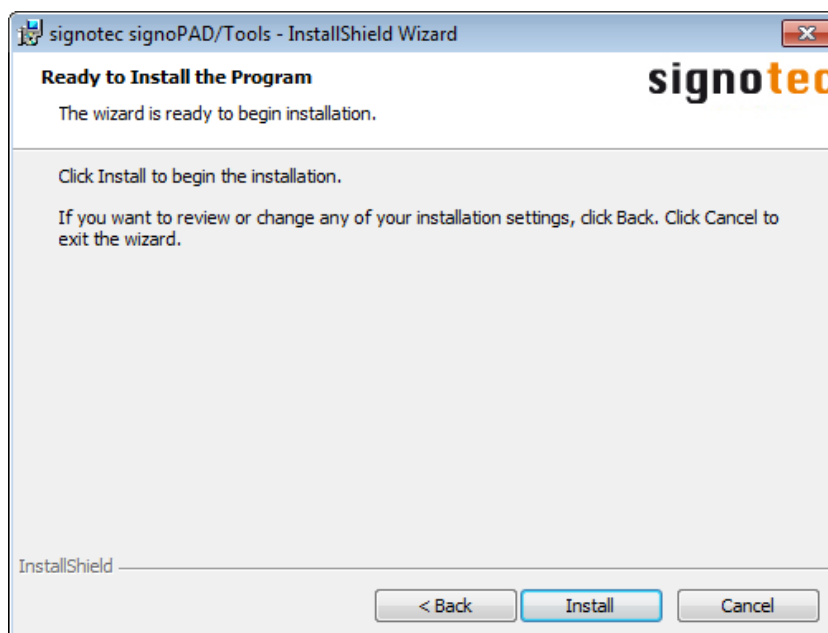 signotec signoPAD/Tools - InstallShield Wizard
Ready to Install the Program
signotec
The wizard is ready to begin installation.
Click Install to begin the installation.
If you want to review or change any of your installation settings, click Back. Click Cancel to
exit the wizard.
InstallShield
< Back
Install
Cancel